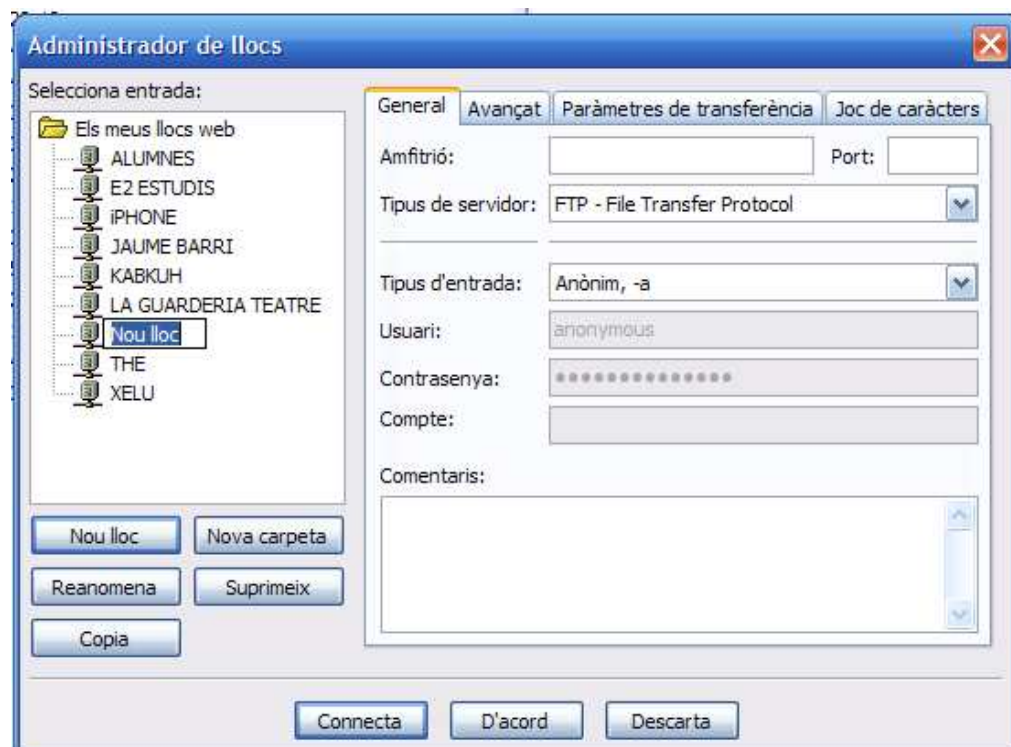 Administrador de llocs
Selecciona entrada:
Els meus llocs web
ALUMNES
E2 ESTUDIS
iPHONE
JAUME BARRI
KABKUH
LA GUARDERIA TEATRE
Nou lloc
THE
XELU
Nou lloc Nova carpeta
Reanomena Suprimeix
Copia
General Avançat Paràmetres de transferència Joc de caràcters
Amfitrió: Port:
Tipus de servidor: FTP - File Transfer Protocol
Tipus d'entrada: Anònim, -a
Usuari: anonymous
Contrasenya: ●●●●●●●●●●●●●●
Compte:
Comentaris:
Connecta D'acord Descarta